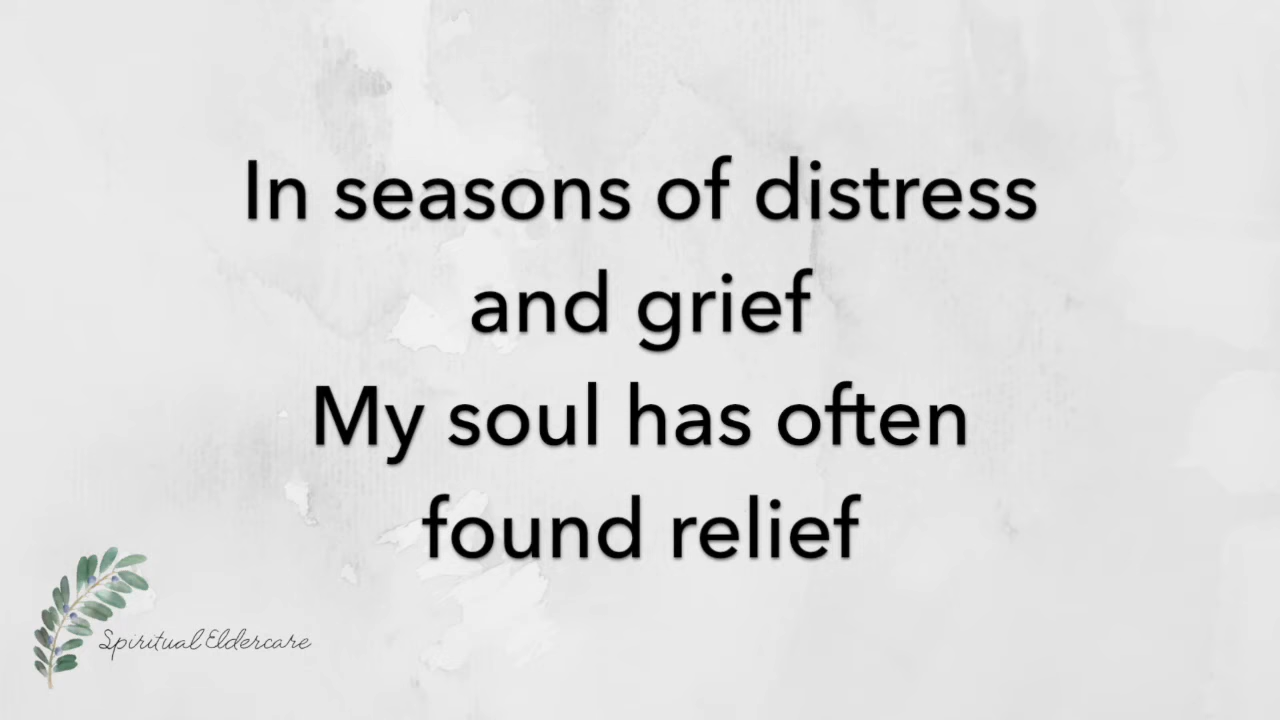 In seasons of distress
and grief
My soul has often
found relief
Spiritual Eldercare